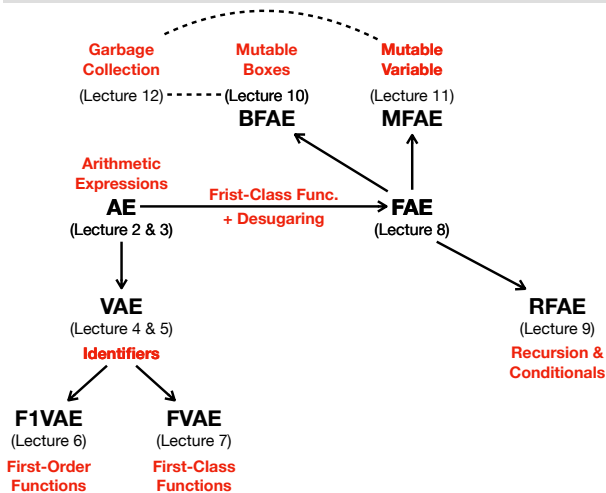 Garbage
Collection
(Lecture 12)
Mutable
Boxes
(Lecture 10)
BFAE
Mutable
Variable
(Lecture 11)
MFAE
Arithmetic
Expressions
AE
(Lecture 2 & 3)
Frist-Class Func.
+ Desugaring
FAE
(Lecture 8)
VAE
(Lecture 4 & 5)
Identifiers
RFAE
(Lecture 9)
Recursion &
Conditionals
F1VAE
(Lecture 6)
First-Order
Functions
FVAE
(Lecture 7)
First-Class
Functions